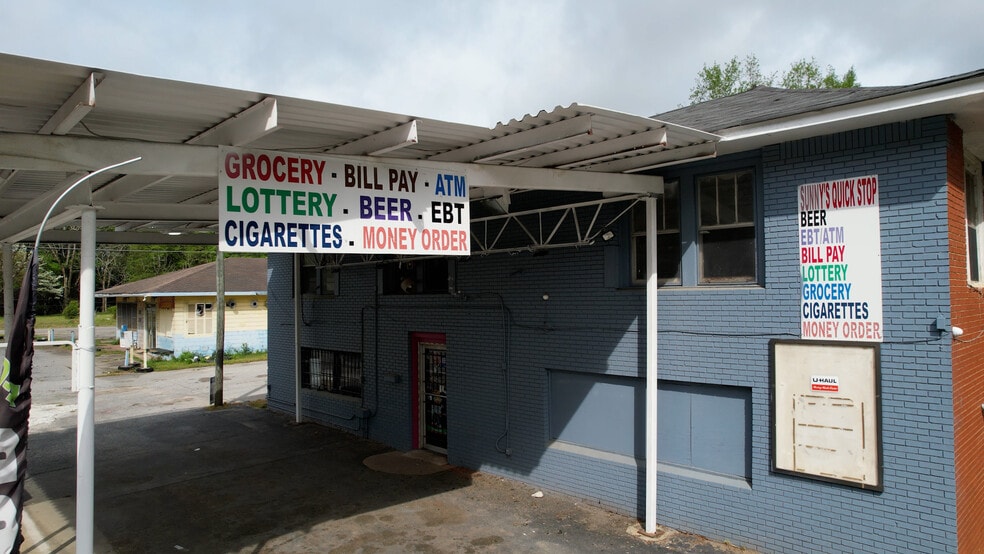 GROCERY - BILL PAY - ATM
LOTTERY - BEER - EBT
CIGARETTES - MONEY ORDER
SUNNY'S QUICK STOP
BEER
EBT/ATM
BILL PAY
LOTTERY
GROCERY
CIGARETTES
MONEY ORDER
U-HAUL